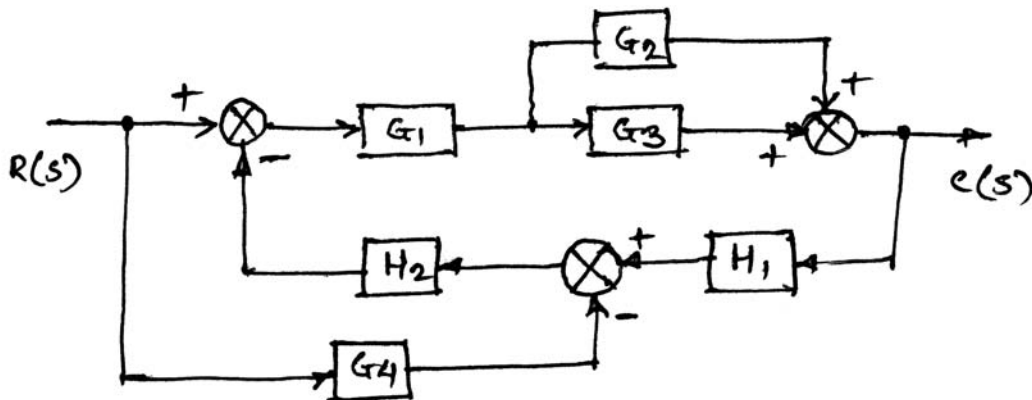 G2
+
+
G1
G3
-
+
R(S)
C(S)
+
H2
H1
-
G4